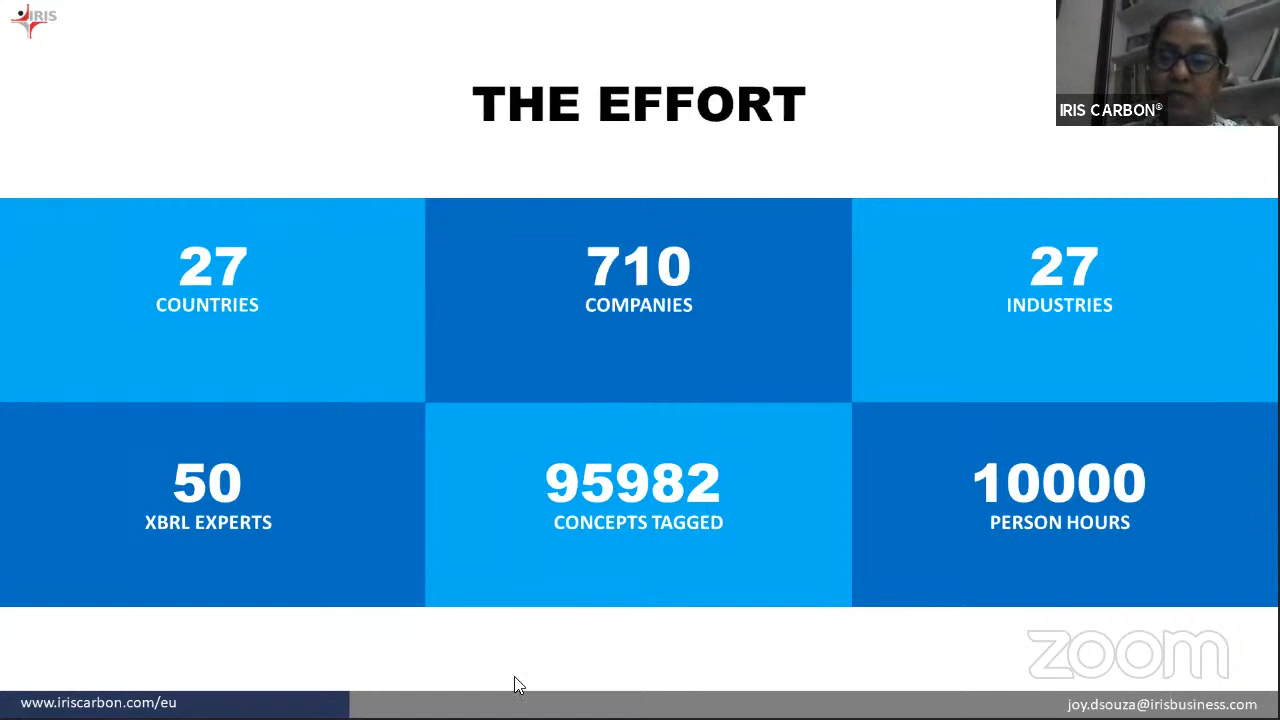 IRIS
IRIS CARBON®
THE EFFORT
27
COUNTRIES
710
COMPANIES
27
INDUSTRIES
50
XBRL EXPERTS
95982
CONCEPTS TAGGED
10000
PERSON HOURS
zoom
www.iriscarbon.com/eu
joy.dsouza@irisbusiness.com